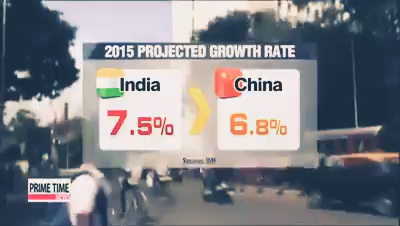 2015 PROJECTED GROWTH RATE
India
China
7.5%
6.8%
Source: IMF
PRIME TIME
NEWS